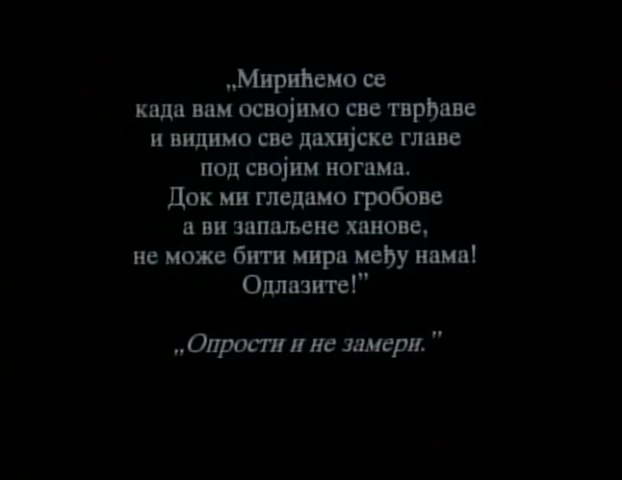 „Мирићемо се
када вам освојимо све тврђаве
и видимо све дахијске главе
под својим ногама.
Док ми гледамо гробове
а ви запаљене ханове,
не може бити мира међу нама!
Одлазите!”
„Опрости и не замери.”